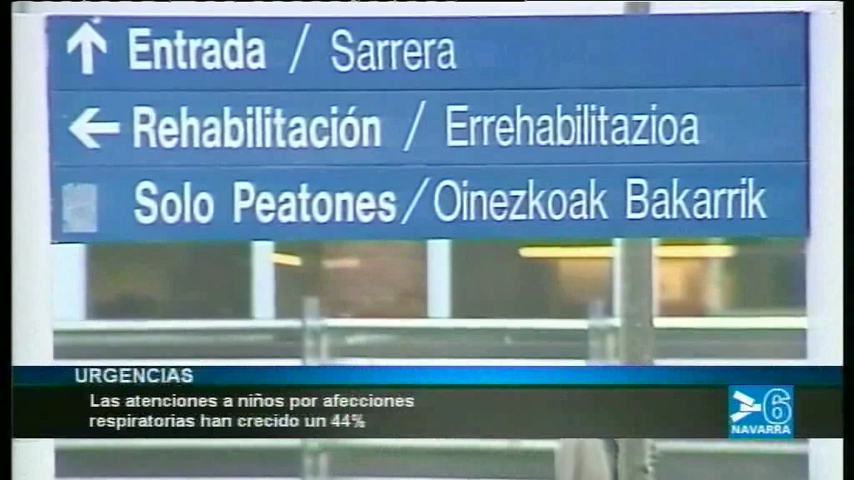 Entrada / Sarrera
Rehabilitación / Errehabilitazioa
Solo Peatones / Oinezkoak Bakarrik
URGENCIAS
Las atenciones a niños por afecciones
respiratorias han crecido un 44%
6
NAVARRA